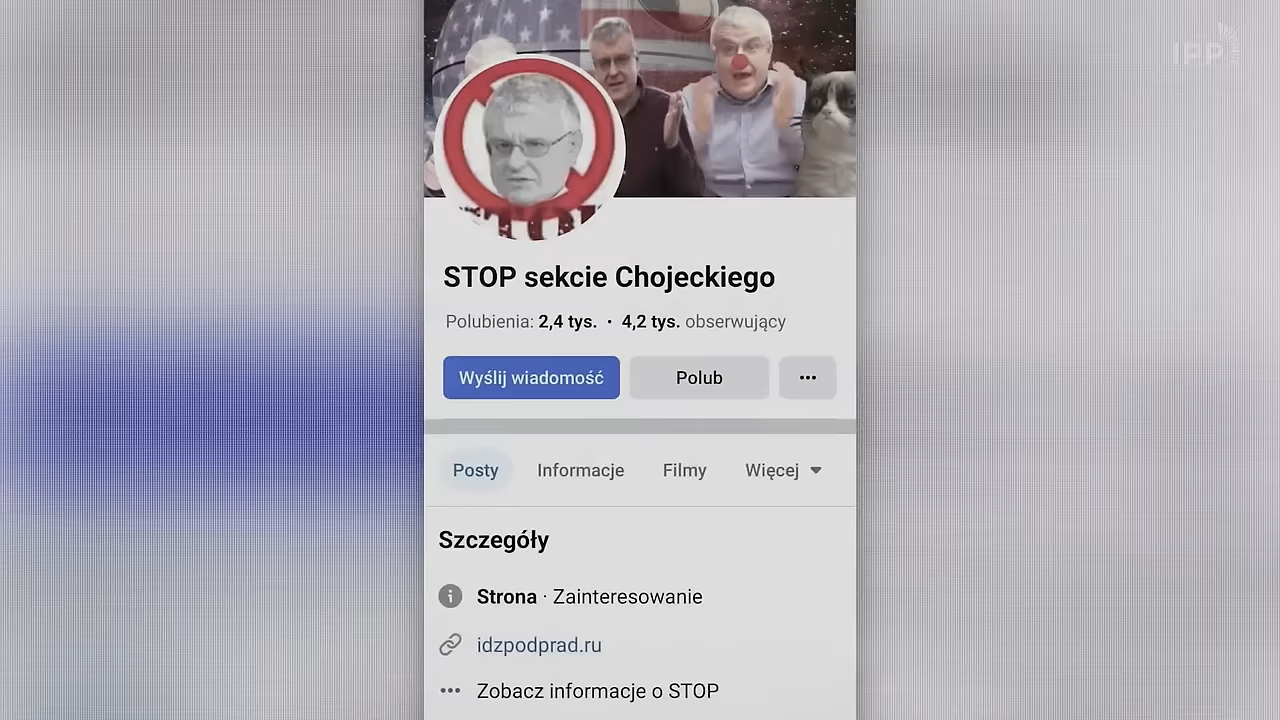 IPP
STOP sekcie Chojeckiego
Polubienia: 2,4 tys. · 4,2 tys. obserwujący
Wyślij wiadomość
Polub
Posty
Informacje
Filmy
Więcej
Szczegóły
Strona · Zainteresowanie
idzpodprad.ru
Zobacz informacje o STOP